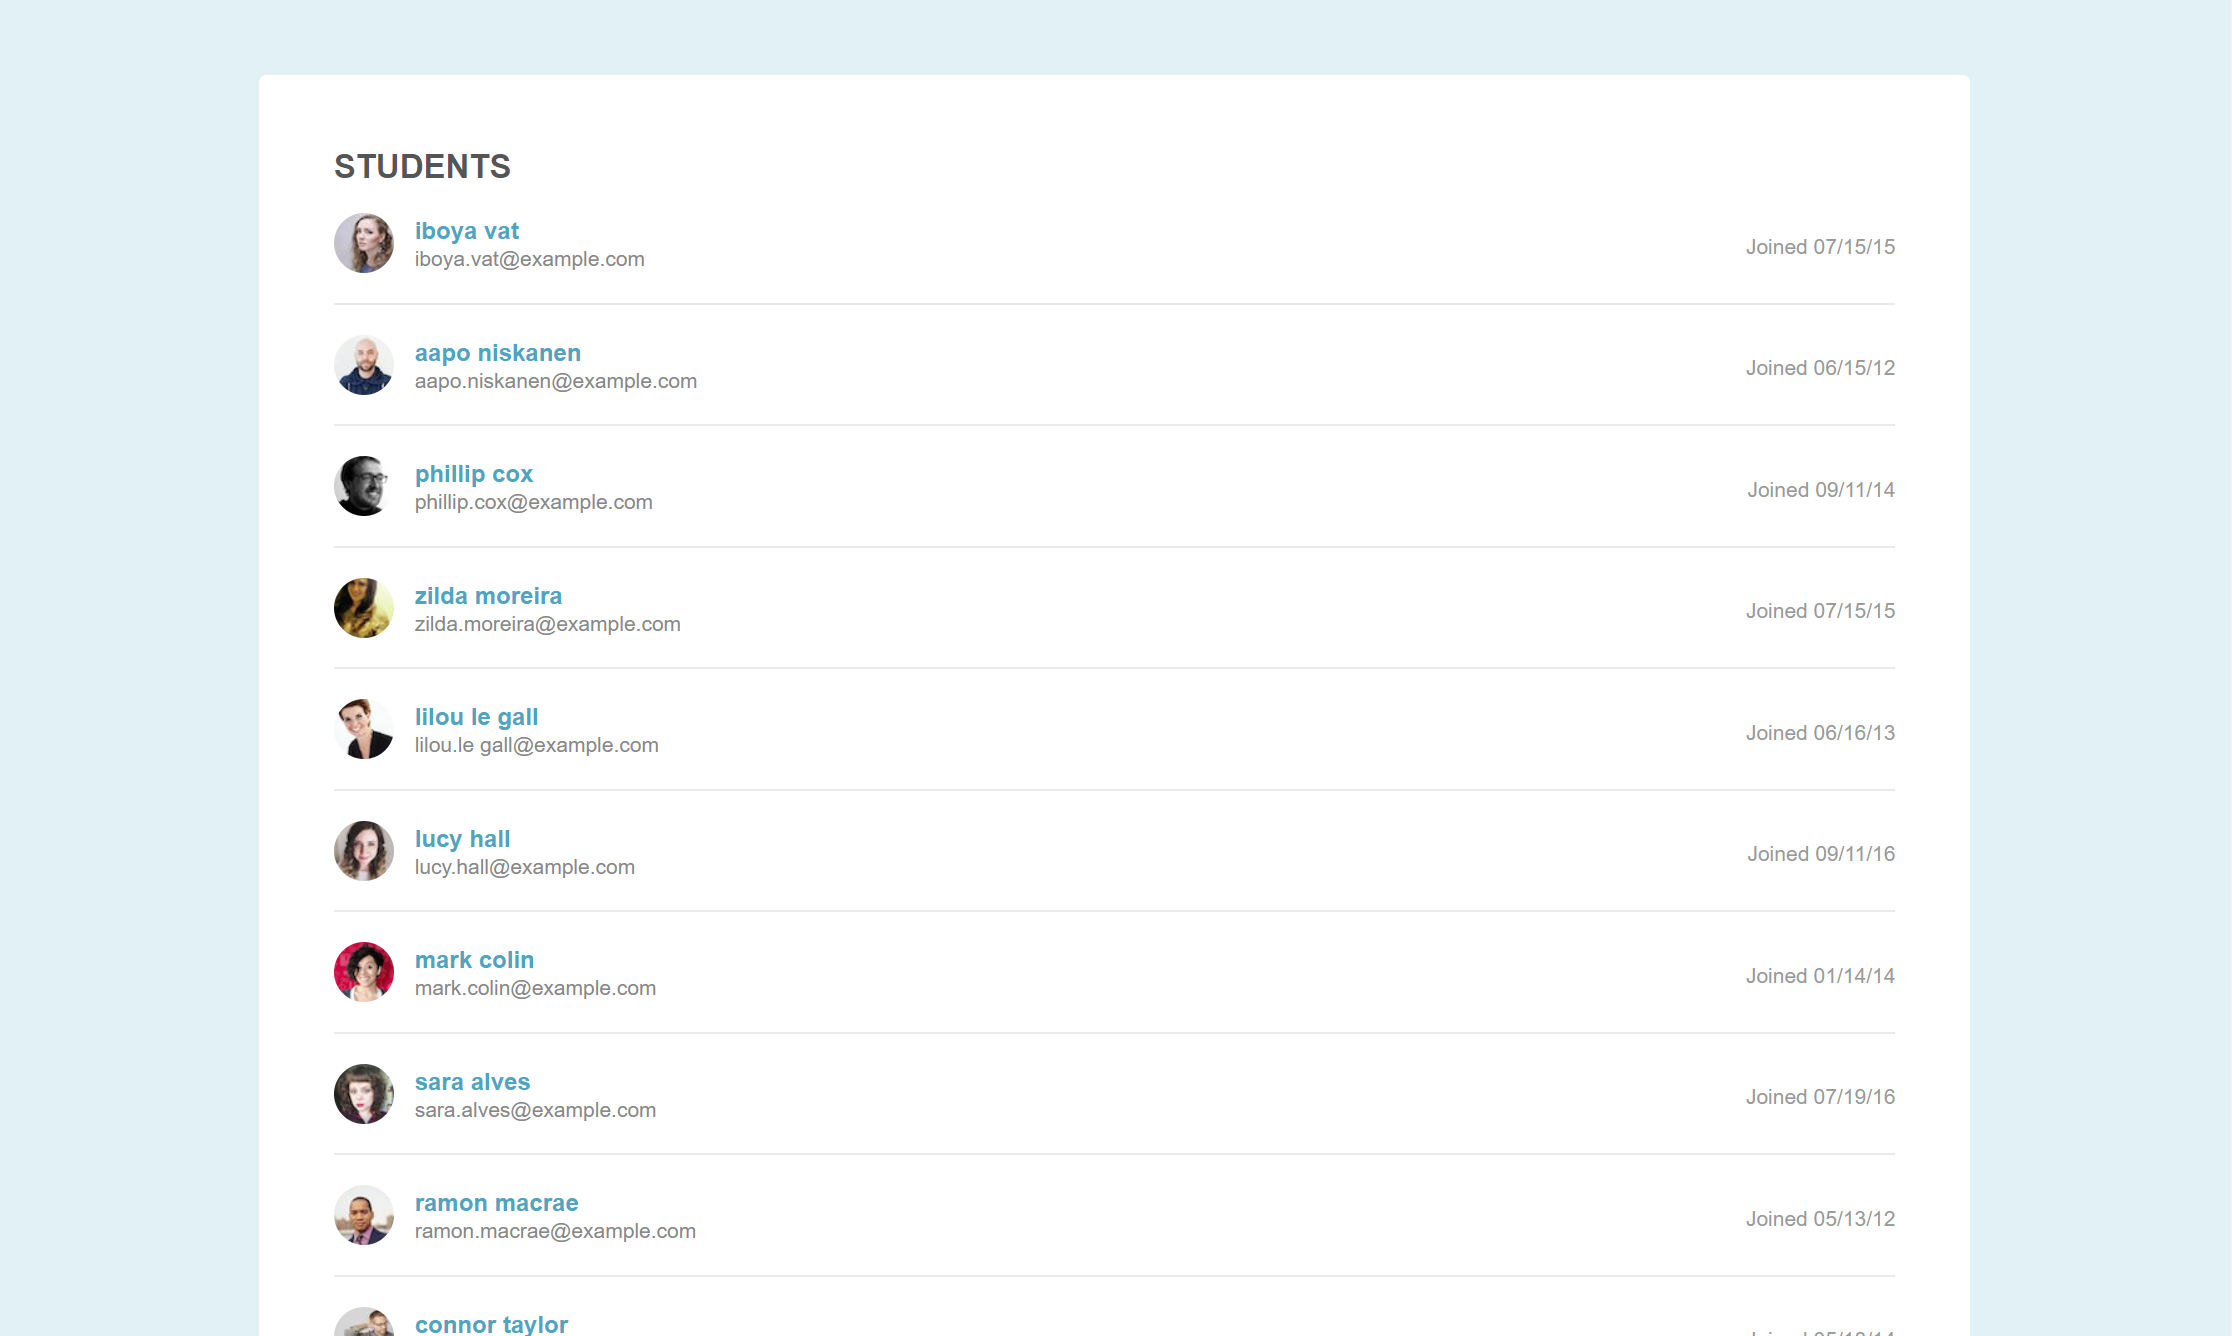 STUDENTS
iboya vat
iboya.vat@example.com
Joined 07/15/15
aapo niskanen
aapo.niskanen@example.com
Joined 06/15/12
phillip cox
phillip.cox@example.com
Joined 09/11/14
zilda moreira
zilda.moreira@example.com
Joined 07/15/15
lilou le gall
lilou.le gall@example.com
Joined 06/16/13
lucy hall
lucy.hall@example.com
Joined 09/11/16
mark colin
mark.colin@example.com
Joined 01/14/14
sara alves
sara.alves@example.com
Joined 07/19/16
ramon macrae
ramon.macrae@example.com
Joined 05/13/12
connor taylor